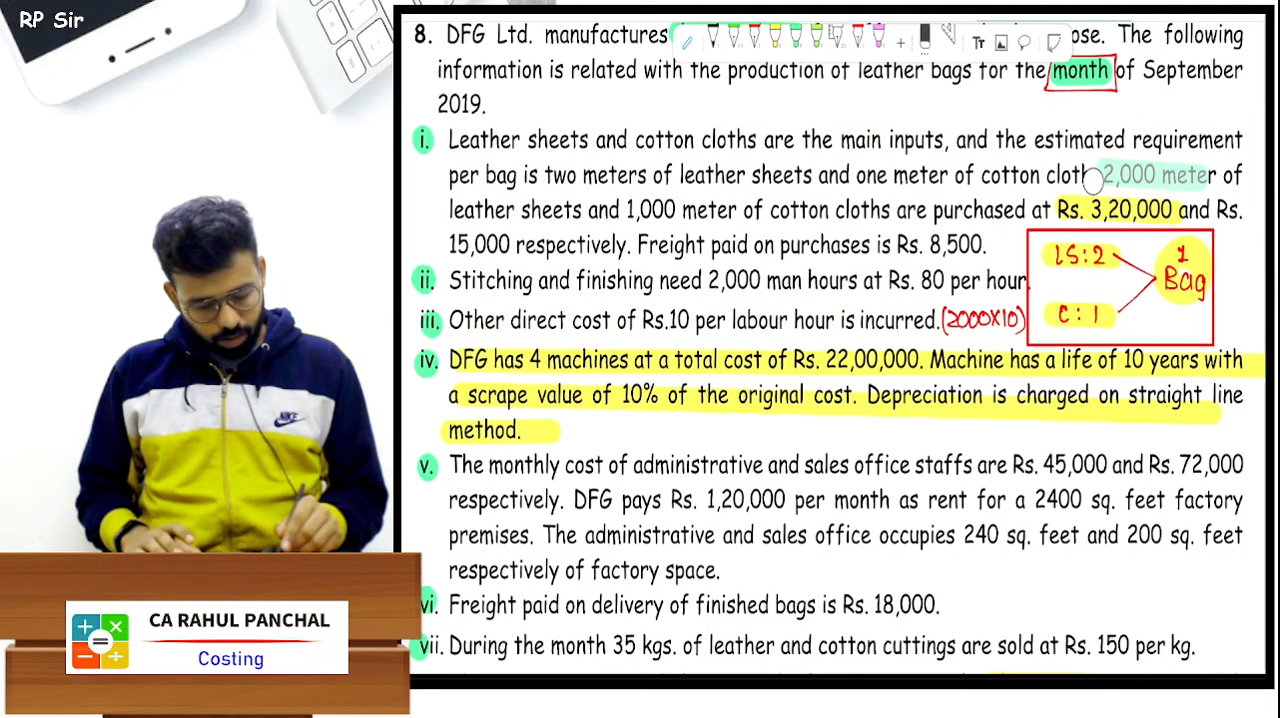 RP Sir
8. DFG Ltd. manufactures ose. The following
information is related with the production of leather bags for the month of September
2019.
i. Leather sheets and cotton cloths are the main inputs, and the estimated requirement
per bag is two meters of leather sheets and one meter of cotton cloth 2,000 meter of
leather sheets and 1,000 meter of cotton cloths are purchased at Rs. 3,20,000 and Rs.
15,000 respectively. Freight paid on purchases is Rs. 8,500.
LS:2
1
Bag
C:1
ii. Stitching and finishing need 2,000 man hours at Rs. 80 per hour.
iii. Other direct cost of Rs.10 per labour hour is incurred. (2000×10)
iv. DFG has 4 machines at a total cost of Rs. 22,00,000. Machine has a life of 10 years with
a scrape value of 10% of the original cost. Depreciation is charged on straight line
method.
v. The monthly cost of administrative and sales office staffs are Rs. 45,000 and Rs. 72,000
respectively. DFG pays Rs. 1,20,000 per month as rent for a 2400 sq. feet factory
premises. The administrative and sales office occupies 240 sq. feet and 200 sq. feet
respectively of factory space.
vi. Freight paid on delivery of finished bags is Rs. 18,000.
vii. During the month 35 kgs. of leather and cotton cuttings are sold at Rs. 150 per kg.
NIKE
CA RAHUL PANCHAL
Costing